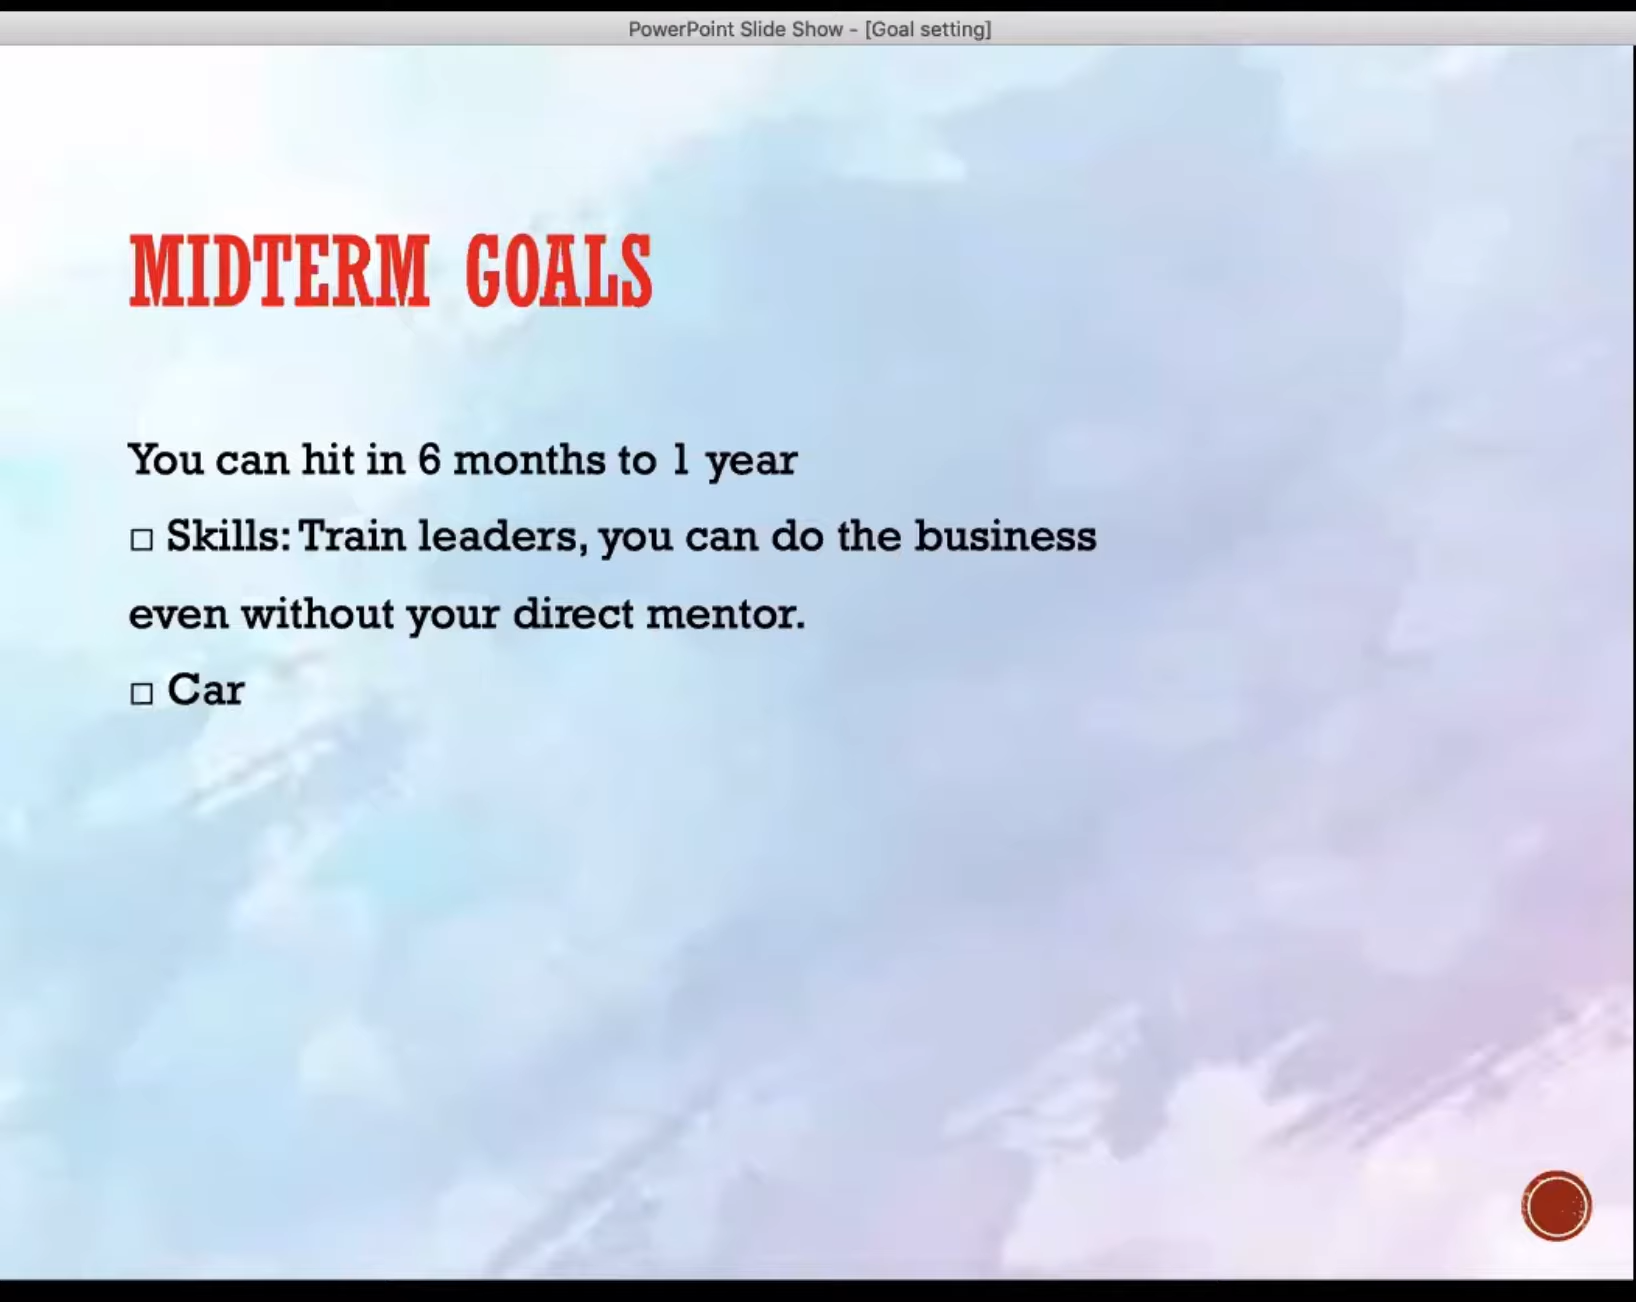 PowerPoint Slide Show - [Goal setting]
MIDTERM GOALS
You can hit in 6 months to 1 year
□ Skills: Train leaders, you can do the business
even without your direct mentor.
□ Car